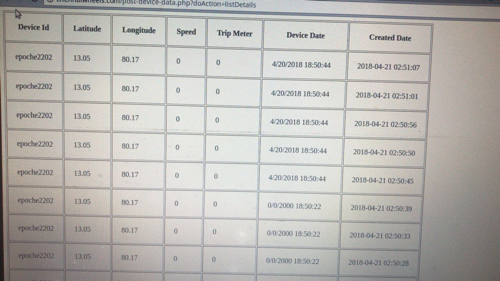 wheels.com/post-device-data.php?doAction=listDetails
Device Id Latitude Longitude Speed Trip Meter Device Date Created Date
epoche2202 13.05 80.17 0 0 4/20/2018 18:50:44 2018-04-21 02:51:07
epoche2202 13.05 80.17 0 0 4/20/2018 18:50:44 2018-04-21 02:51:01
epoche2202 13.05 80.17 0 0 4/20/2018 18:50:44 2018-04-21 02:50:56
epoche2202 13.05 80.17 0 0 4/20/2018 18:50:44 2018-04-21 02:50:50
epoche2202 13.05 80.17 0 0 4/20/2018 18:50:44 2018-04-21 02:50:45
epoche2202 13.05 80.17 0 0 0/0/2000 18:50:22 2018-04-21 02:50:39
epoche2202 13.05 80.17 0 0 0/0/2000 18:50:22 2018-04-21 02:50:33
epoche2202 13.05 80.17 0 0 0/0/2000 18:50:22 2018-04-21 02:50:28